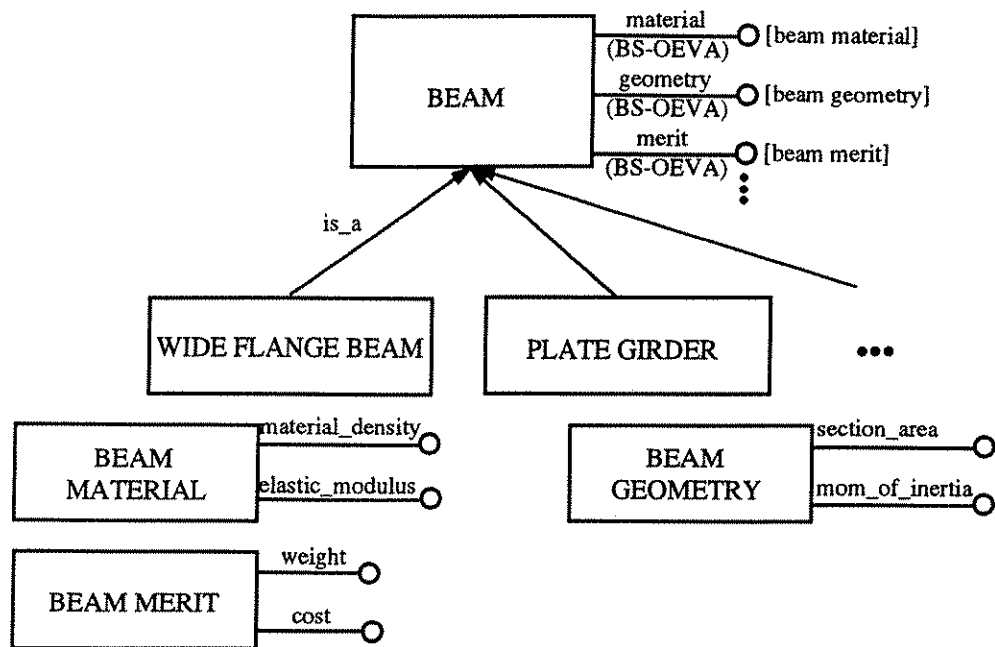 material
(BS-OEVA)
[beam material]
BEAM
geometry
(BS-OEVA)
[beam geometry]
merit
(BS-OEVA)
[beam merit]
is_a
WIDE FLANGE BEAM
PLATE GIRDER
BEAM
MATERIAL
material_density
elastic_modulus
BEAM
GEOMETRY
section_area
mom_of_inertia
BEAM MERIT
weight
cost